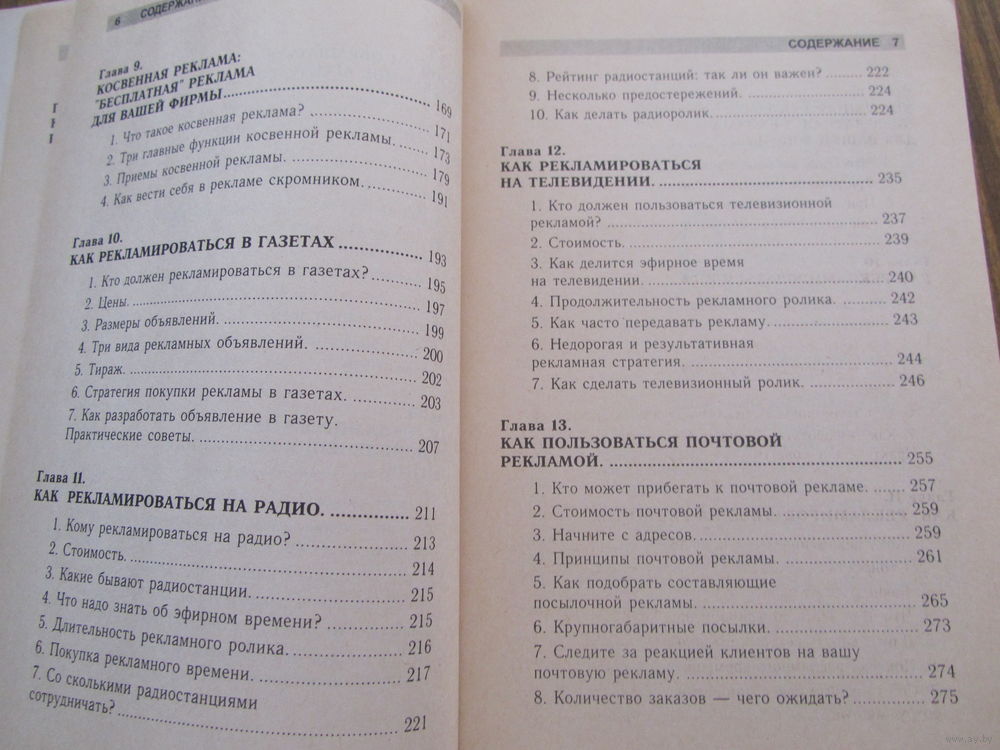 6 СОДЕРЖАНИ
Глава 9.
КОСВЕННАЯ РЕКЛАМА:
"БЕСПЛАТНАЯ" РЕКЛАМА
ДЛЯ ВАШЕЙ ФИРМЫ 169
1. Что такое косвенная реклама? 171
2. Три главные функции косвенной рекламы. 173
3. Приемы косвенной рекламы. 179
4. Как вести себя в рекламе скромником. 191
Глава 10.
КАК РЕКЛАМИРОВАТЬСЯ В ГАЗЕТАХ 193
1. Кто должен рекламироваться в газетах? 195
2. Цены. 197
3. Размеры объявлений. 199
4. Три вида рекламных объявлений. 200
5. Тираж. 202
6. Стратегия покупки рекламы в газетах. 203
7. Как разработать объявление в газету.
Практические советы. 207
Глава 11.
КАК РЕКЛАМИРОВАТЬСЯ НА РАДИО. 211
1. Кому рекламироваться на радио? 213
2. Стоимость. 214
3. Какие бывают радиостанции. 215
4. Что надо знать об эфирном времени? 215
5. Длительность рекламного ролика. 216
6. Покупка рекламного времени. 217
7. Со сколькими радиостанциями
сотрудничать? 221
СОДЕРЖАНИЕ 7
8. Рейтинг радиостанций: так ли он важен? 222
9. Несколько предостережений. 224
10. Как делать радиоролик. 224
Глава 12.
КАК РЕКЛАМИРОВАТЬСЯ
НА ТЕЛЕВИДЕНИИ. 235
1. Кто должен пользоваться телевизионной
рекламой? 237
2. Стоимость. 239
3. Как делится эфирное время
на телевидении. 240
4. Продолжительность рекламного ролика. 242
5. Как часто передавать рекламу. 243
6. Недорогая и результативная
рекламная стратегия. 244
7. Как сделать телевизионный ролик. 246
Глава 13.
КАК ПОЛЬЗОВАТЬСЯ ПОЧТОВОЙ
РЕКЛАМОЙ. 255
1. Кто может прибегать к почтовой рекламе. 257
2. Стоимость почтовой рекламы. 259
3. Начните с адресов. 259
4. Принципы почтовой рекламы. 261
5. Как подобрать составляющие
посылочной рекламы. 265
6. Крупногабаритные посылки. 273
7. Следите за реакцией клиентов на вашу
почтовую рекламу. 274
8. Количество заказов — чего ожидать? 275
www.ay.by